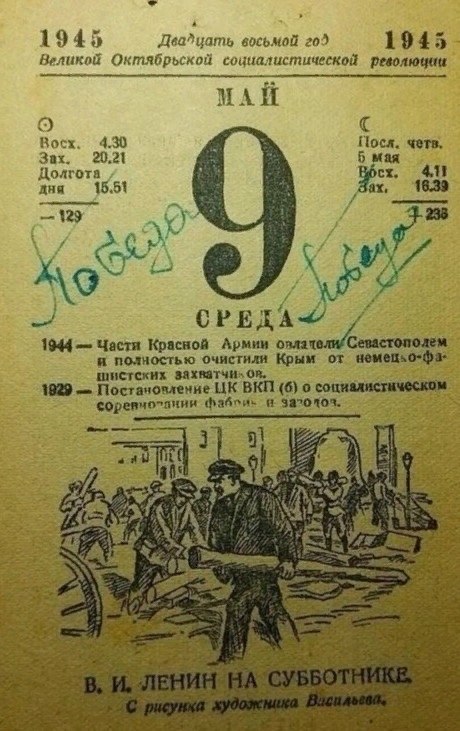 1945 Двадцать восьмой год 1945
Великой Октябрьской социалистической революции
МАЙ
☉ ☾
Восх. 4.30 Посл. четв.
Зах. 20.21 5 мая
Долгота Восх. 4.11
дня 15.51 Зах. 16.39
—129 9 +236
Победа Победа
СРЕДА
1944— Части Красной Армии овладели Севастополем
и полностью очистили Крым от немецко-фа-
шистских захватчиков.
1929— Постановление ЦК ВКП (б) о социалистическом
соревновании фабрик и заводов.
В. И. ЛЕНИН НА СУББОТНИКЕ.
С рисунка художника Васильева.